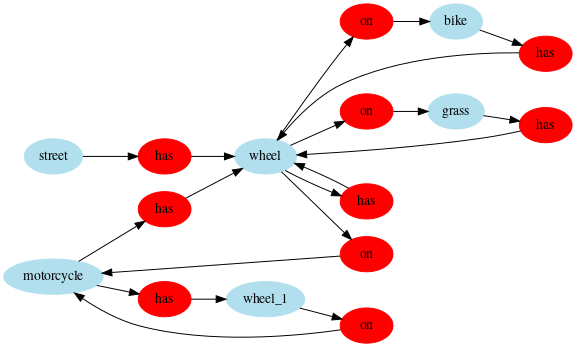 on
bike
has
on
grass
has
street
has
wheel
has
has
on
motorcycle
has
wheel_1
on